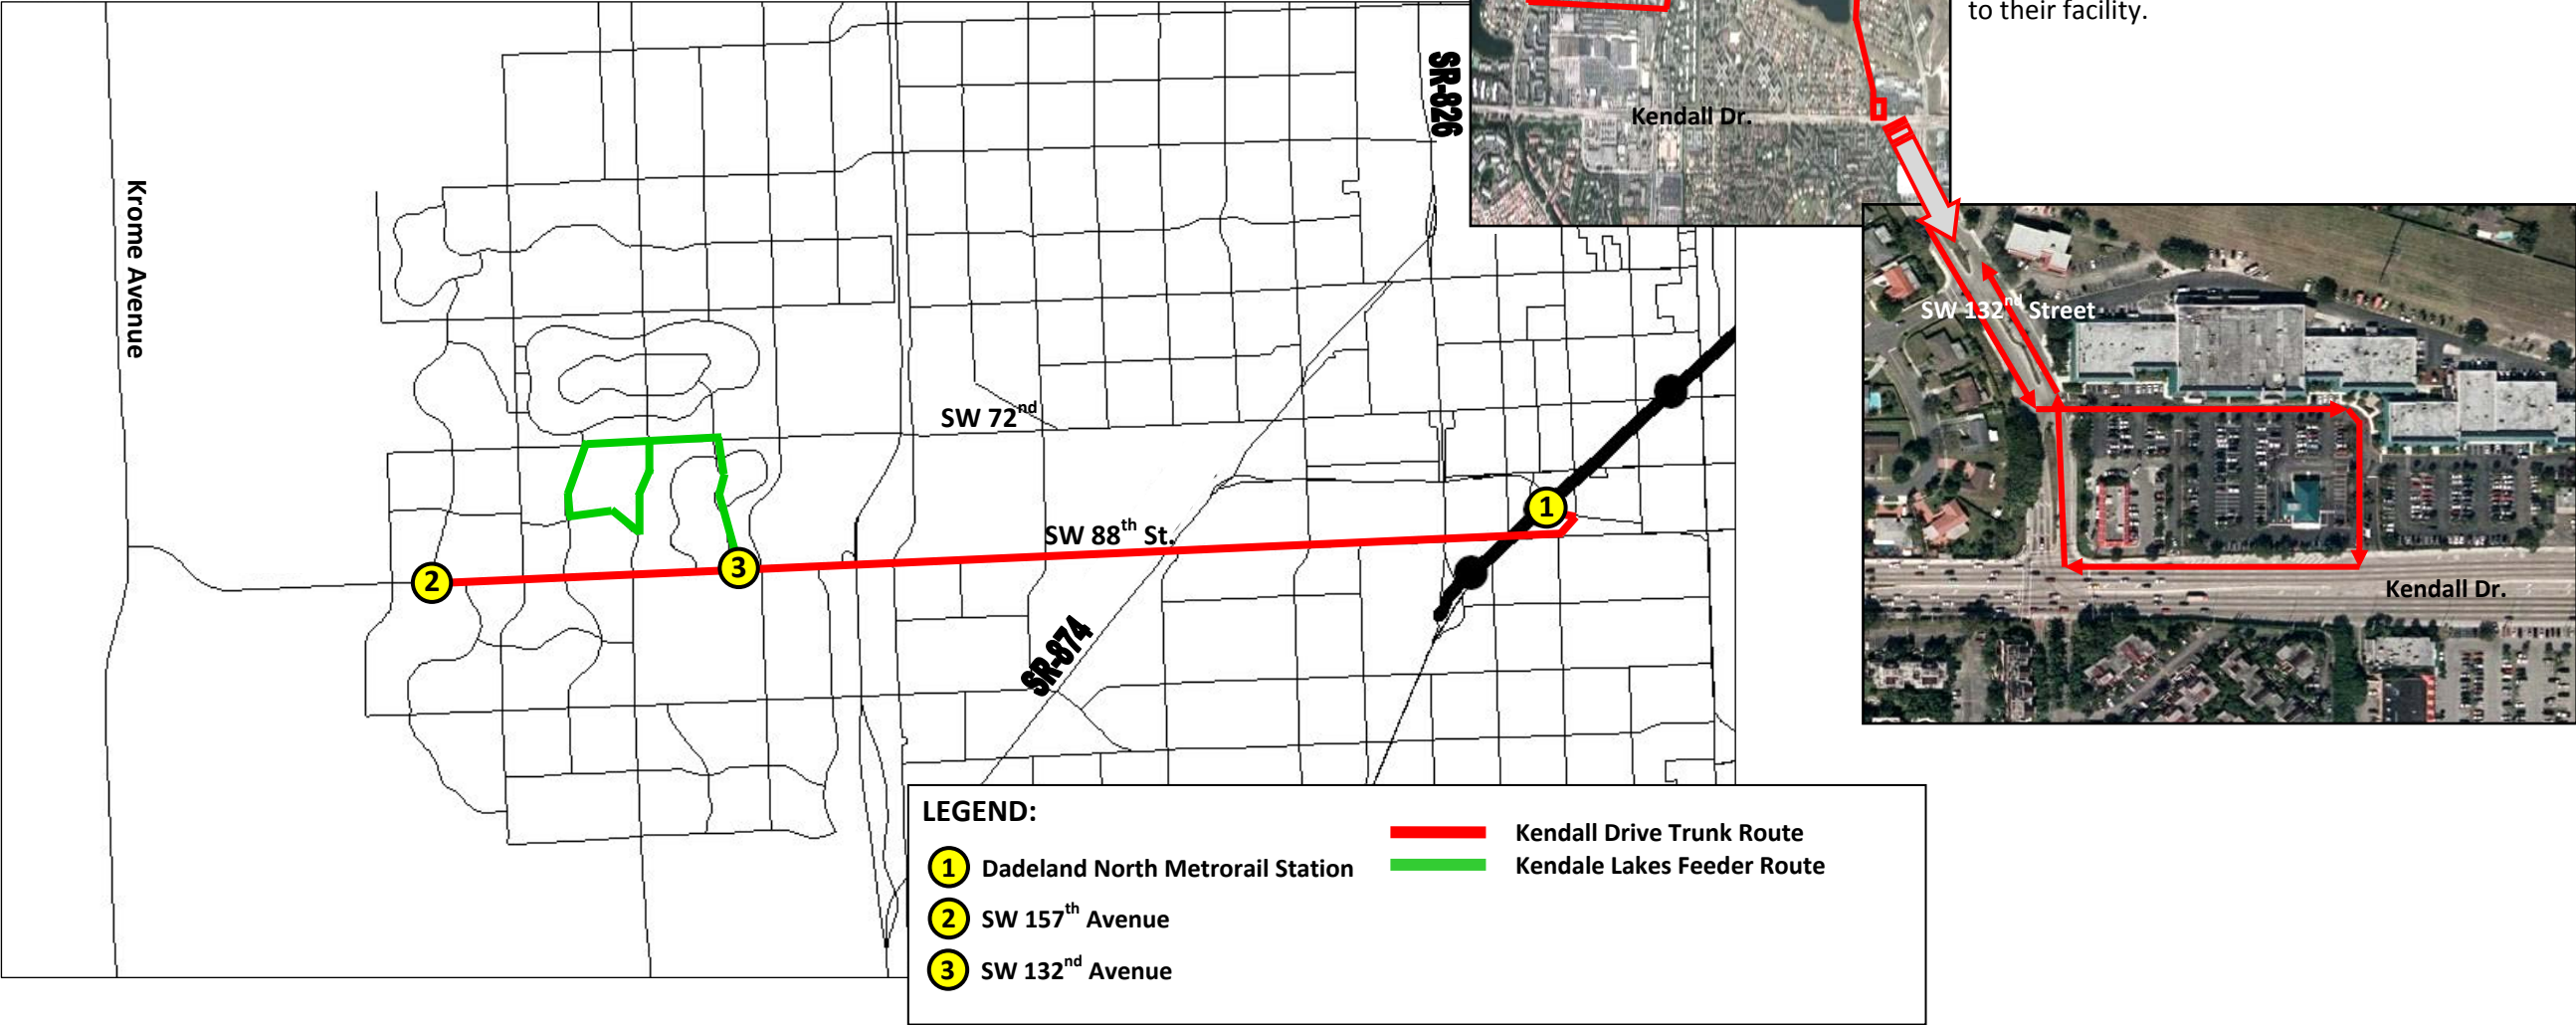 to their facility.
SR-826
Kendall Dr.
Krome Avenue
SW 132nd Street
SW 72nd
1
SW 88th St.
3
2
Kendall Dr.
SR-874
LEGEND:
1 Dadeland North Metrorail Station
2 SW 157th Avenue
3 SW 132nd Avenue
Kendall Drive Trunk Route
Kendale Lakes Feeder Route